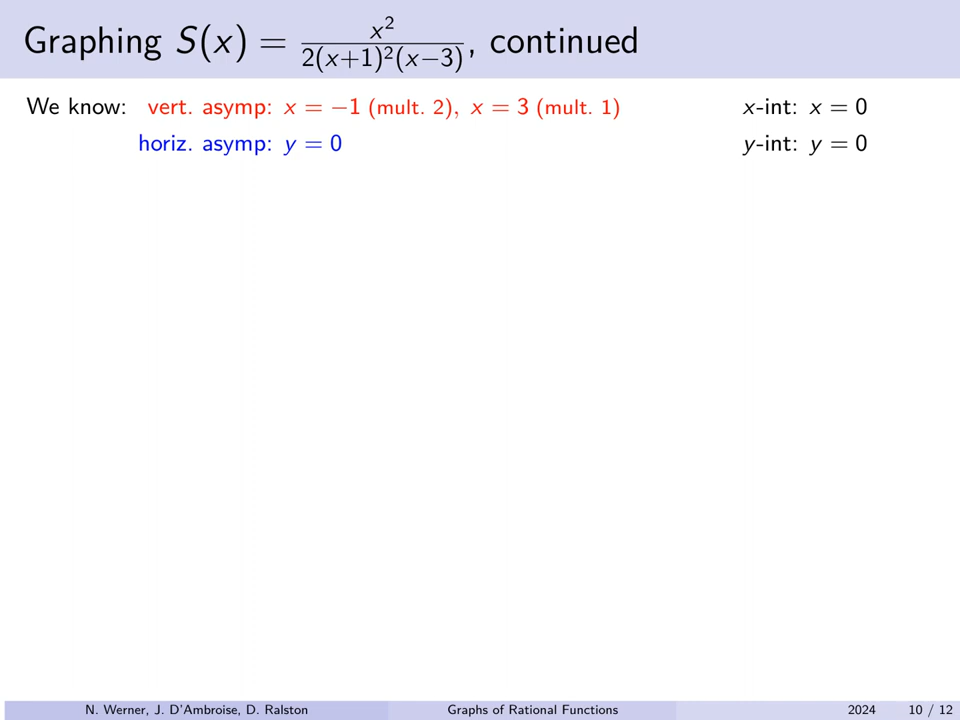 Graphing S(x) = x²/(2(x+1)²(x−3)), continued
We know: vert. asymp: x = −1 (mult. 2), x = 3 (mult. 1) x-int: x = 0
horiz. asymp: y = 0 y-int: y = 0
N. Werner, J. D'Ambroise, D. Ralston Graphs of Rational Functions 2024 10 / 12